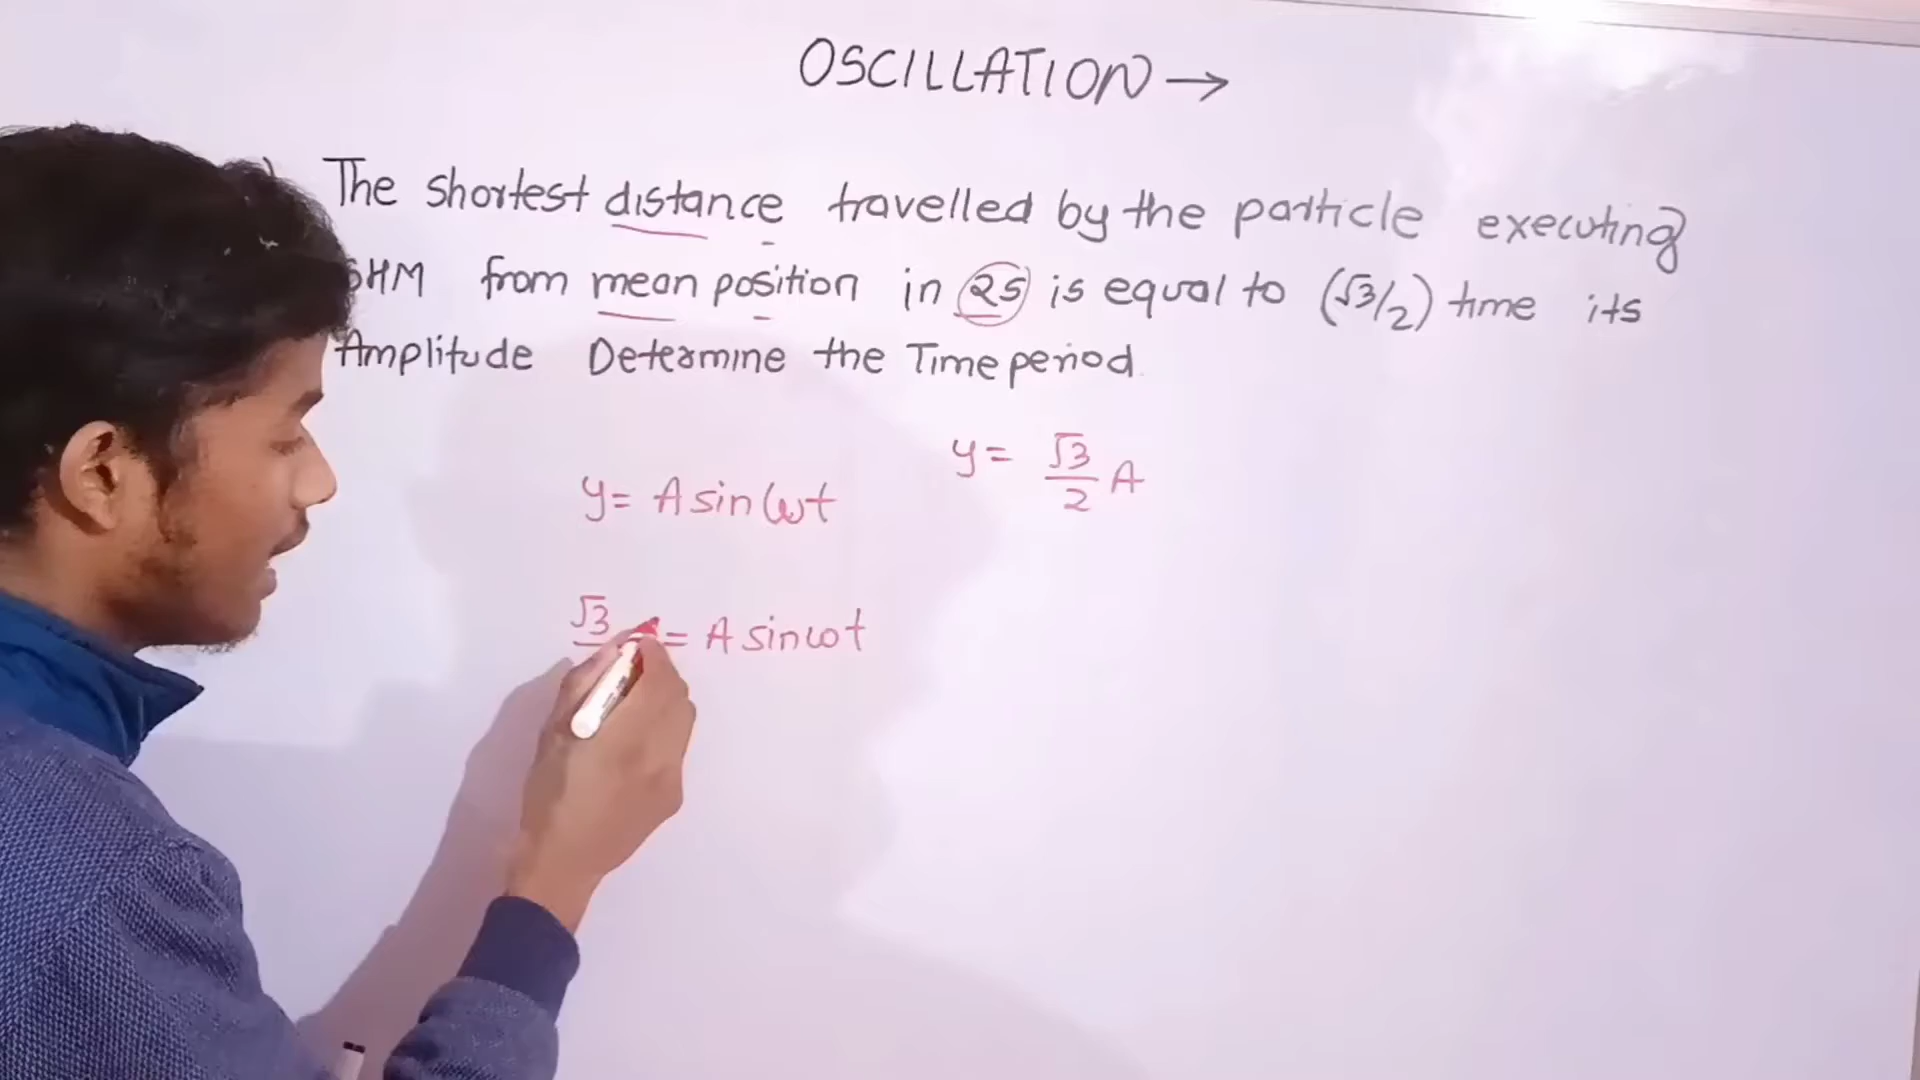 OSCILLATION →
The shortest distance travelled by the particle executing
SHM from mean position in 2s is equal to (√3/2) time its
Amplitude Determine the Time period.
y = √3/2 A
y = A sin ωt
√3 = A sin ωt